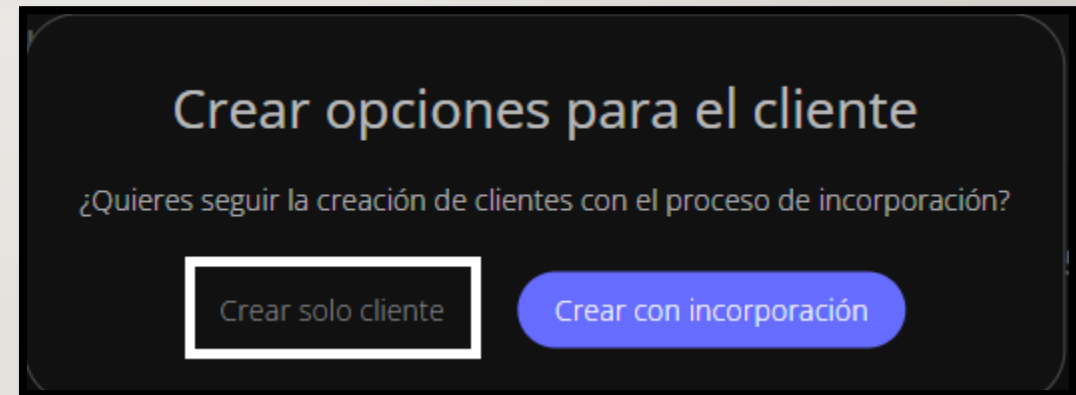 Crear opciones para el cliente
¿Quieres seguir la creación de clientes con el proceso de incorporación?
Crear solo cliente
Crear con incorporación